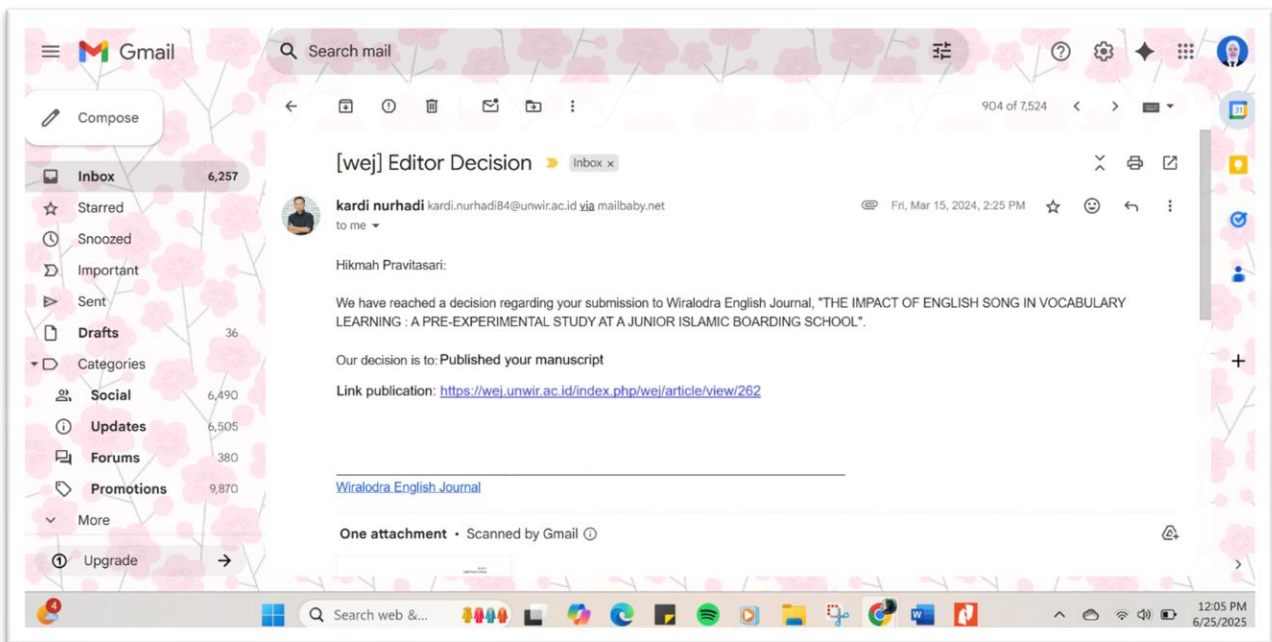 Gmail
Search mail
Compose
904 of 7,524
31
[wej] Editor Decision Inbox x
Inbox 6,257
kardi nurhadi kardi.nurhadi84@unwir.ac.id via mailbaby.net Fri, Mar 15, 2024, 2:25 PM
Starred
to me
Snoozed
Hikmah Pravitasari:
Important
Sent
We have reached a decision regarding your submission to Wiralodra English Journal, "THE IMPACT OF ENGLISH SONG IN VOCABULARY
LEARNING : A PRE-EXPERIMENTAL STUDY AT A JUNIOR ISLAMIC BOARDING SCHOOL".
Drafts 36
Our decision is to: Published your manuscript
Categories
Link publication: https://wej.unwir.ac.id/index.php/wej/article/view/262
Social 6,490
Updates 6,505
Forums 380
Promotions 9,870
Wiralodra English Journal
More
One attachment • Scanned by Gmail
Upgrade
4
Search web &...
12:05 PM
6/25/2025